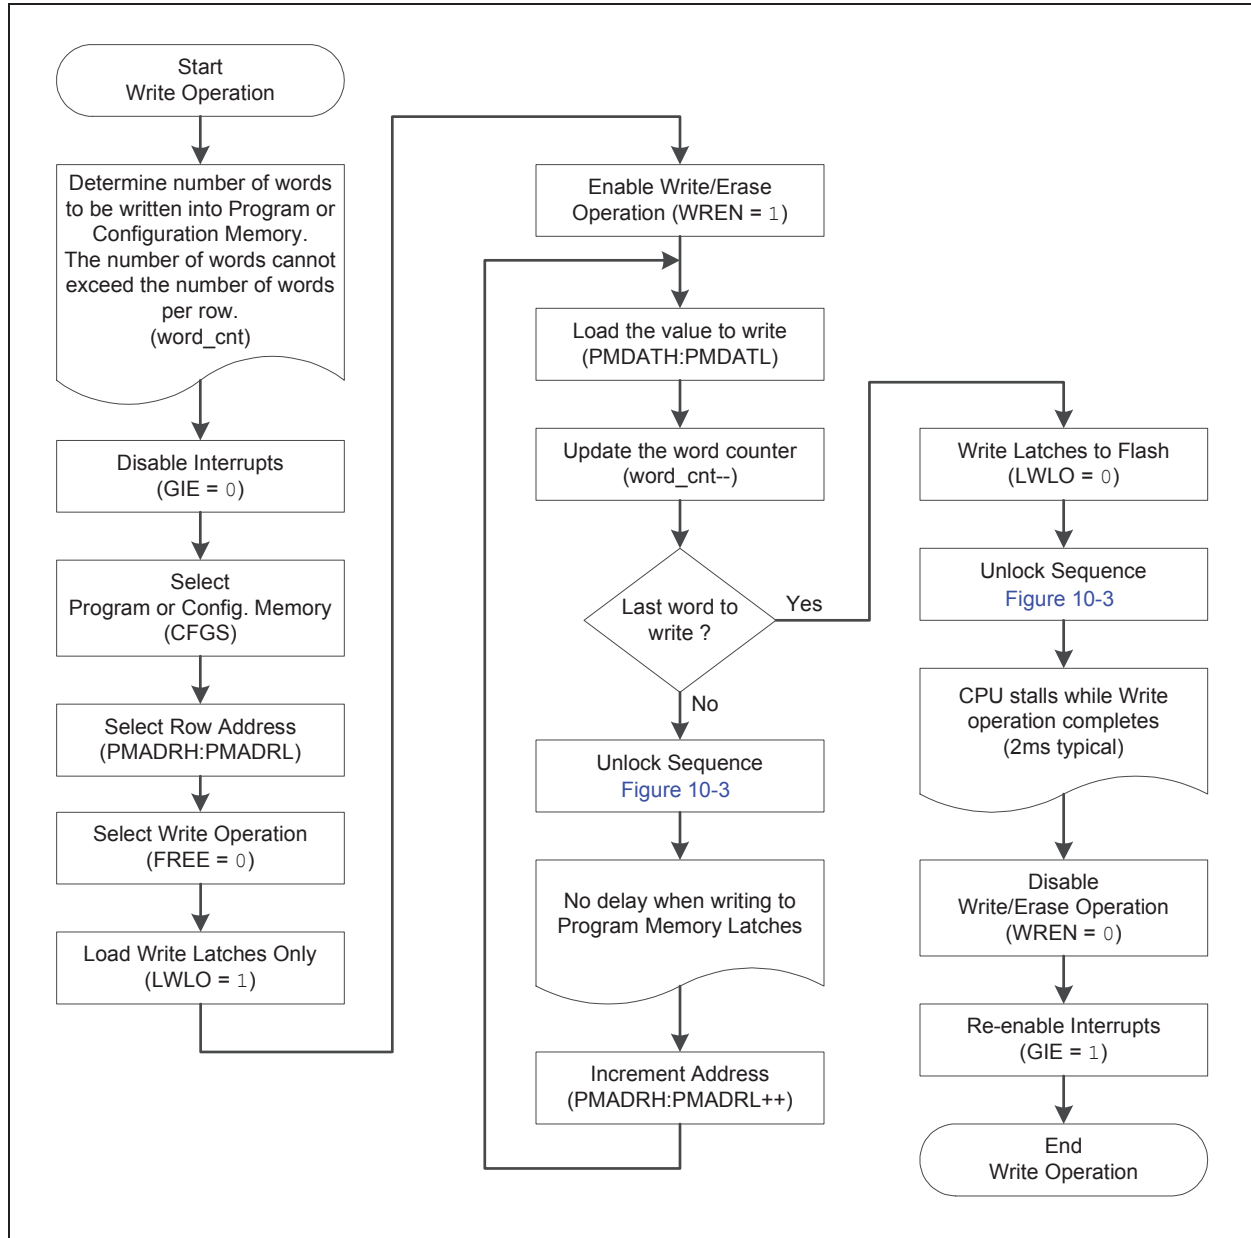 Start
Write Operation
Determine number of words
to be written into Program or
Configuration Memory.
The number of words cannot
exceed the number of words
per row.
(word_cnt)
Disable Interrupts
(GIE = 0)
Select
Program or Config. Memory
(CFGS)
Select Row Address
(PMADRH:PMADRL)
Select Write Operation
(FREE = 0)
Load Write Latches Only
(LWLO = 1)
Enable Write/Erase
Operation (WREN = 1)
Load the value to write
(PMDATH:PMDATL)
Update the word counter
(word_cnt--)
Last word to
write ?
Yes
No
Unlock Sequence
Figure 10-3
No delay when writing to
Program Memory Latches
Increment Address
(PMADRH:PMADRL++)
Write Latches to Flash
(LWLO = 0)
Unlock Sequence
Figure 10-3
CPU stalls while Write
operation completes
(2ms typical)
Disable
Write/Erase Operation
(WREN = 0)
Re-enable Interrupts
(GIE = 1)
End
Write Operation